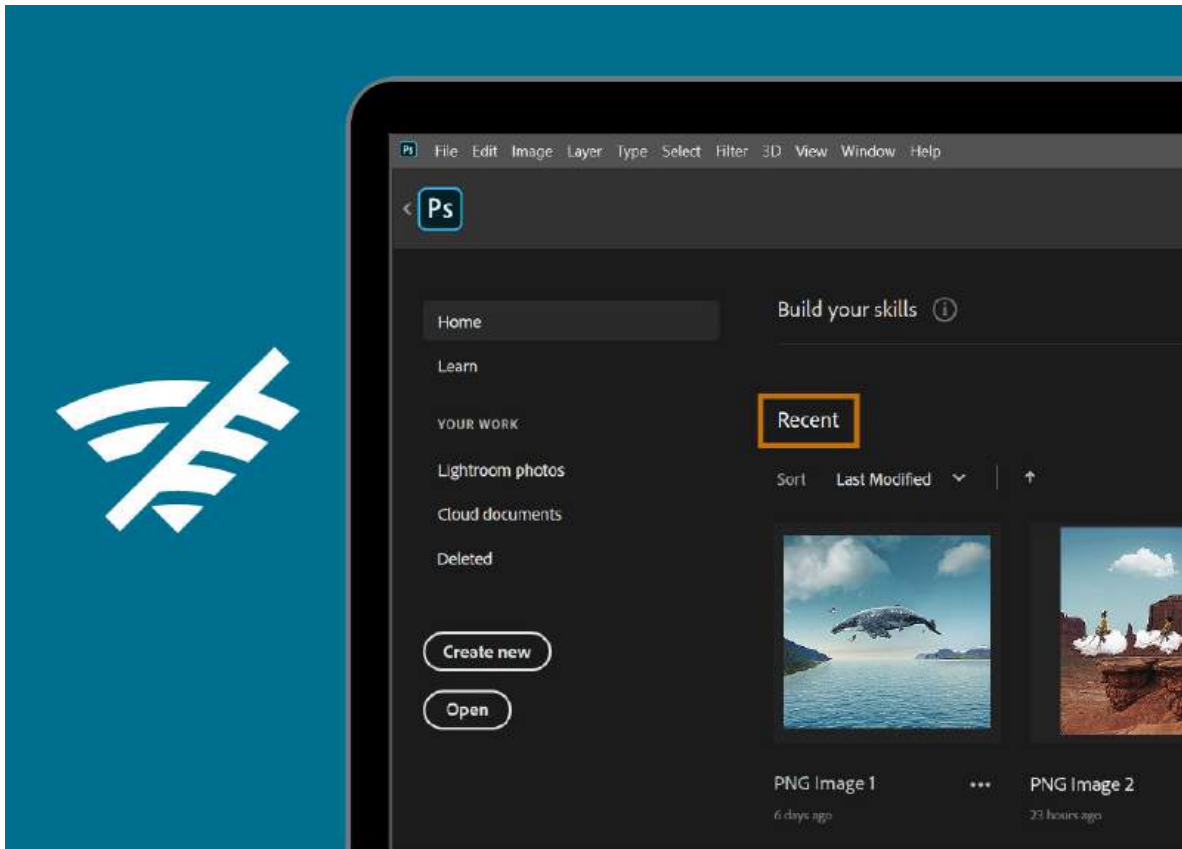 Ps File Edit Image Layer Type Select Filter 3D View Window Help
Ps
Home
Learn
YOUR WORK
Lightroom photos
Cloud documents
Deleted
Create new
Open
Build your skills
Recent
Sort Last Modified
PNG Image 1
6 days ago
PNG Image 2
23 hours ago